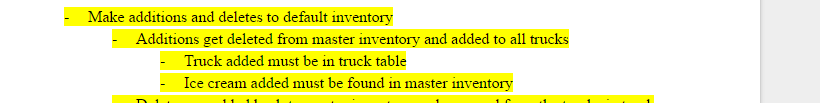 - Make additions and deletes to default inventory
- Additions get deleted from master inventory and added to all trucks
- Truck added must be in truck table
- Ice cream added must be found in master inventory